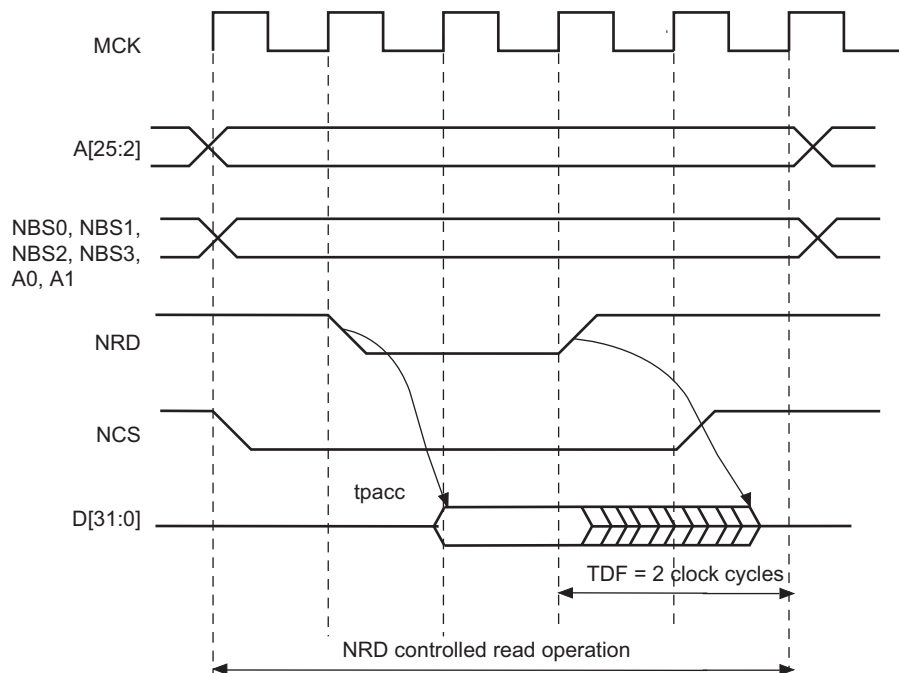 MCK
A[25:2]
NBS0, NBS1,
NBS2, NBS3,
A0, A1
NRD
NCS
tpacc
D[31:0]
TDF = 2 clock cycles
NRD controlled read operation